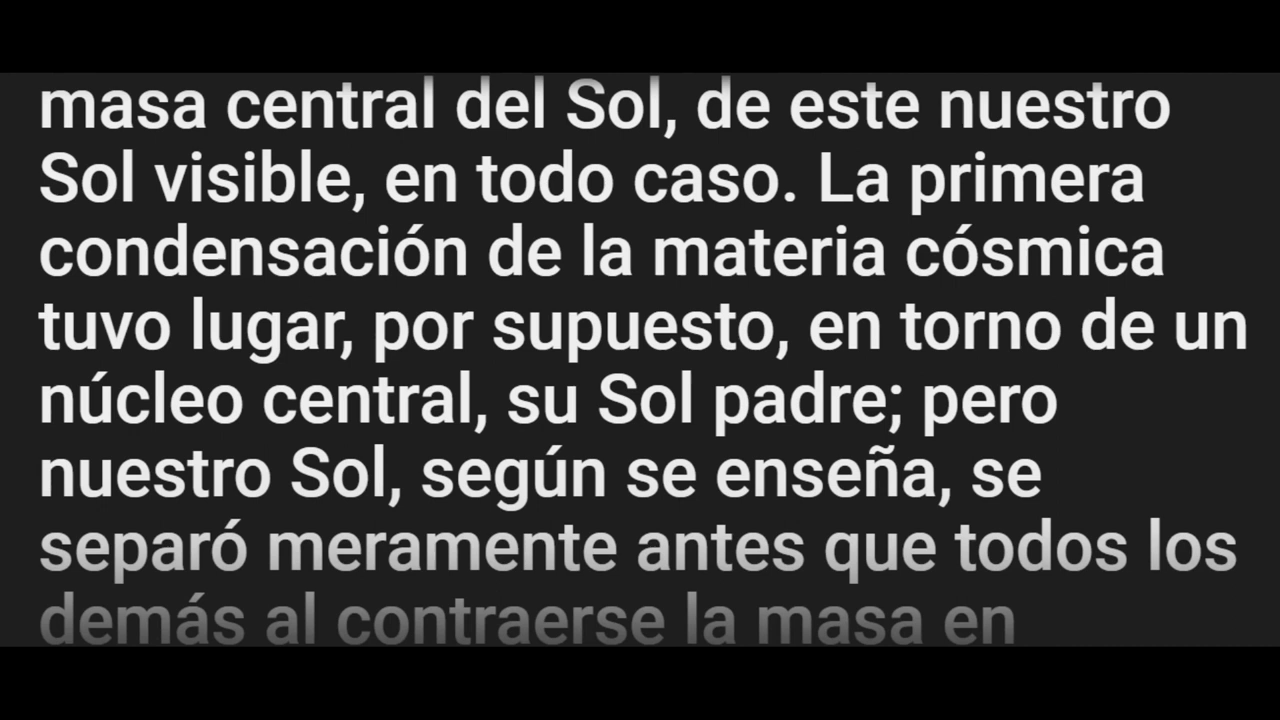 masa central del Sol, de este nuestro
Sol visible, en todo caso. La primera
condensación de la materia cósmica
tuvo lugar, por supuesto, en torno de un
núcleo central, su Sol padre; pero
nuestro Sol, según se enseña, se
separó meramente antes que todos los
demás al contraerse la masa en